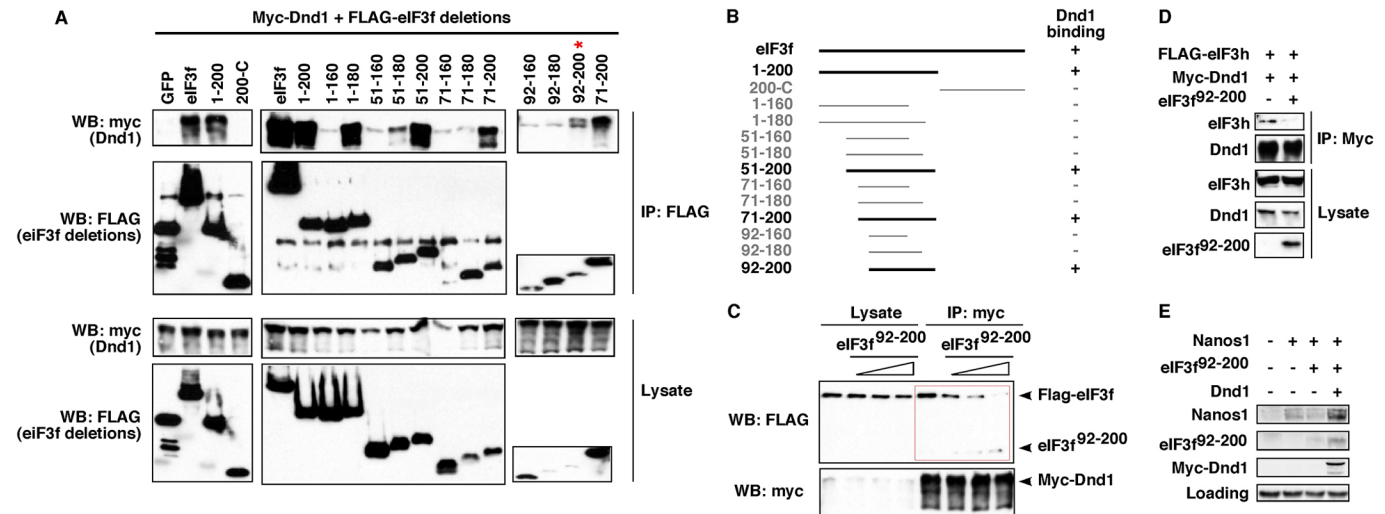 A
Myc-Dnd1 + FLAG-eIF3f deletions
GFP
eIF3f
1-200
200-C
eIF3f
1-200
1-160
1-180
51-160
51-180
51-200
71-160
71-180
71-200
92-160
92-180
92-200 *
71-200
WB: myc
(Dnd1)
WB: FLAG
(eiF3f deletions)
IP: FLAG
WB: myc
(Dnd1)
WB: FLAG
(eiF3f deletions)
Lysate
B
Dnd1
binding
eIF3f +
1-200 +
200-C -
1-160 -
1-180 -
51-160 -
51-180 -
51-200 +
71-160 -
71-180 -
71-200 +
92-160 -
92-180 -
92-200 +
C
Lysate IP: myc
eIF3f92-200 eIF3f92-200
WB: FLAG
Flag-eIF3f
eIF3f92-200
WB: myc
Myc-Dnd1
D
FLAG-eIF3h + +
Myc-Dnd1 + +
eIF3f92-200 - +
eIF3h
Dnd1
IP: Myc
eIF3h
Dnd1
eIF3f92-200
Lysate
E
Nanos1 - + + +
eIF3f92-200 - - + +
Dnd1 - - - +
Nanos1
eIF3f92-200
Myc-Dnd1
Loading